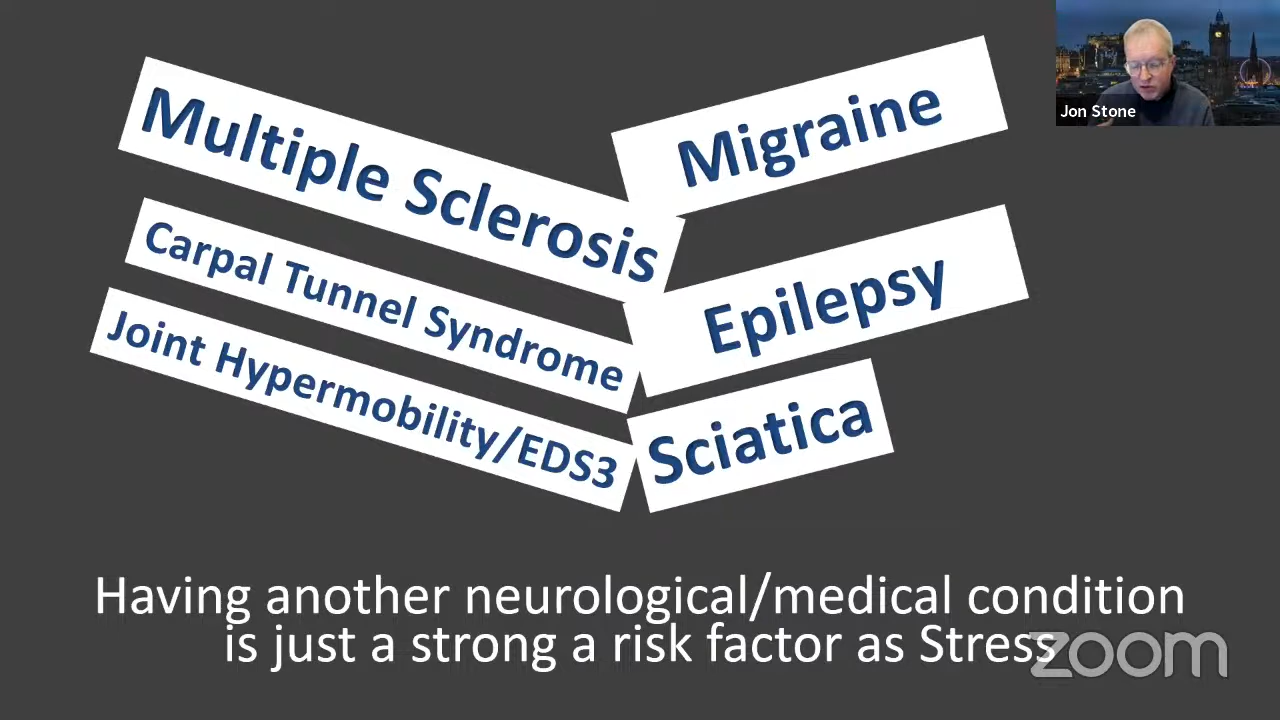 Multiple Sclerosis
Migraine
Jon Stone
Carpal Tunnel Syndrome
Epilepsy
Joint Hypermobility/EDS3
Sciatica
Having another neurological/medical condition
is just a strong a risk factor as Stress
zoom